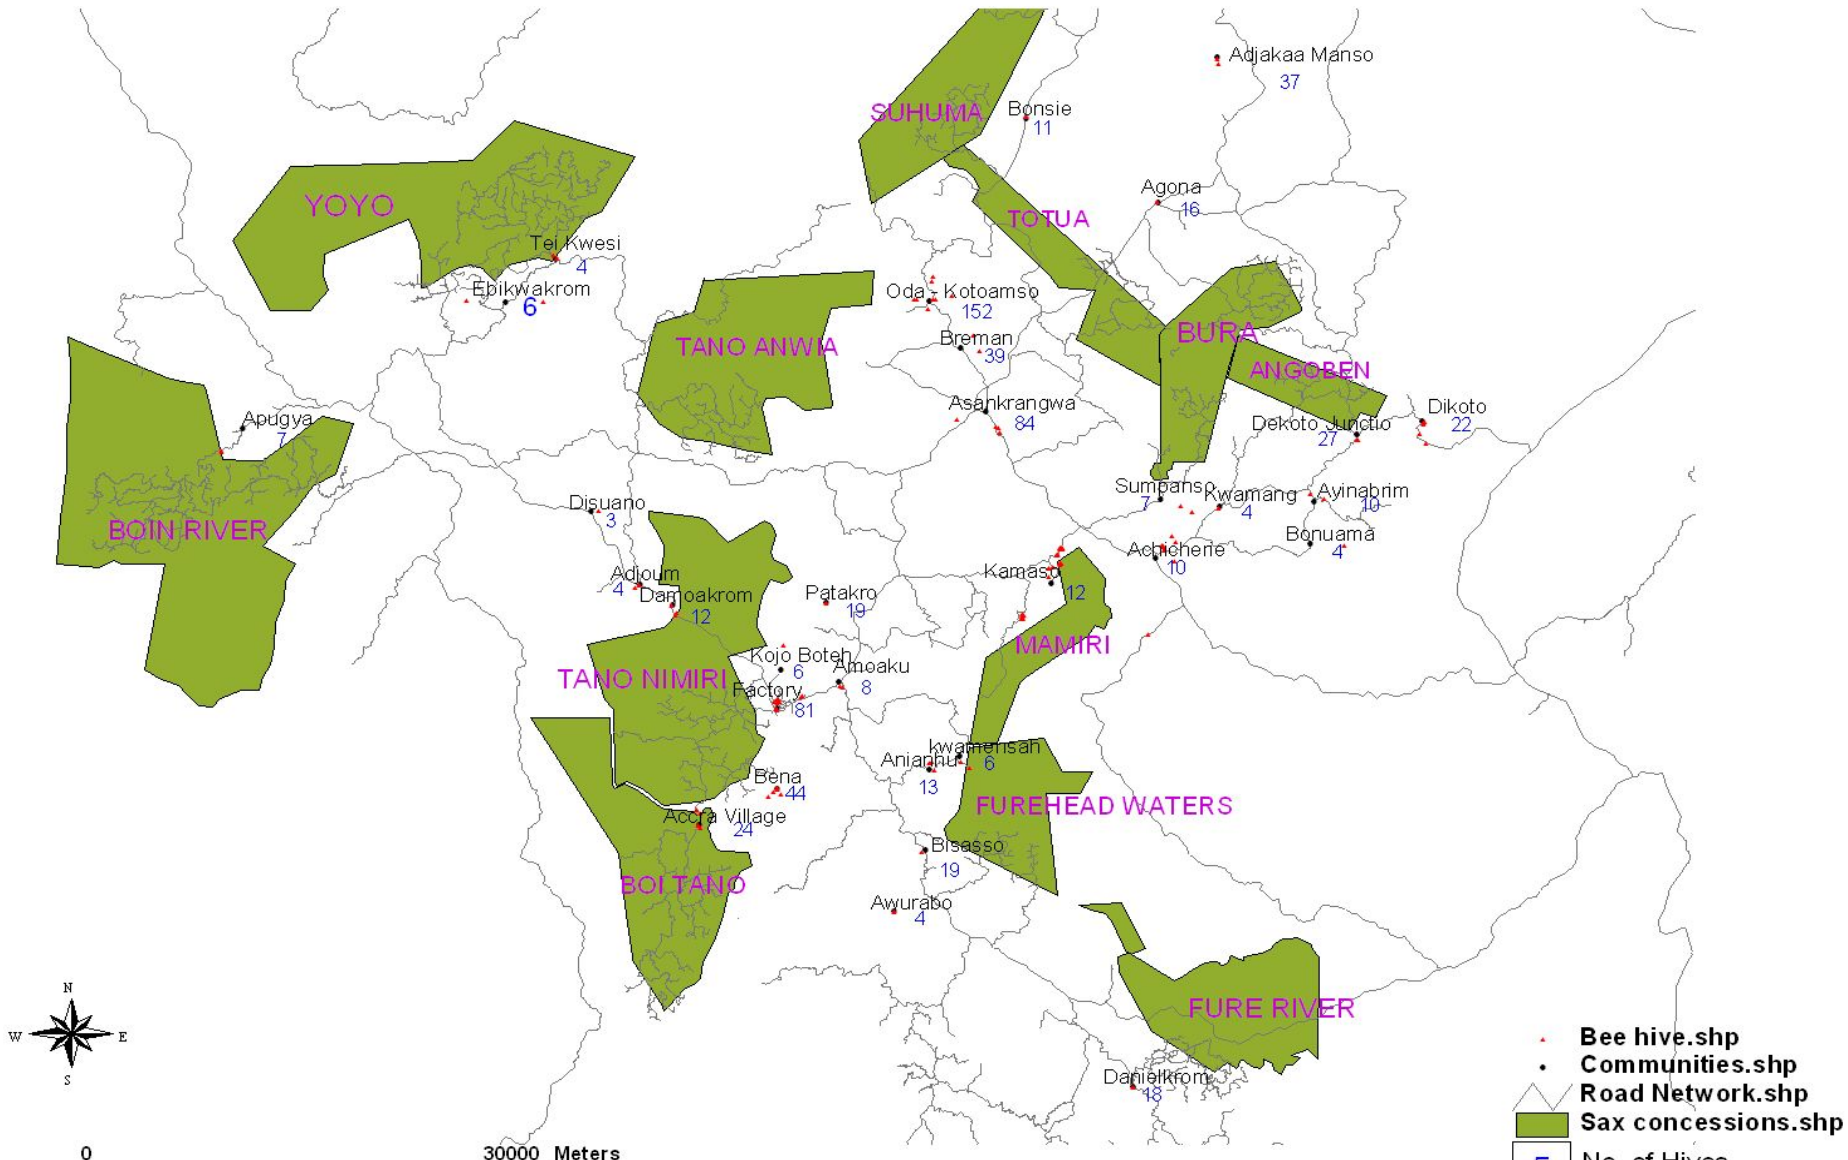 Adjakaa Manso
37
SUHUMA
Bonsie
11
YOYO
Agona
16
TOTUA
Tei Kwesi
4
Ebikwakrom
6
Oda - Kotoamso
152
TANO ANWIA
Breman
39
BURA
ANGOBEN
Asankrangwa
84
Apugya
7
Dikoto
22
Dekoto Junctio
27
Sumpanso
7
Kwamang
4
Ayinabrim
10
Disuano
3
BOIN RIVER
Bonuama
4
Achicherie
10
Kamaso
12
Adjoum
4
Damoakrom
12
Patakro
19
MAMIRI
Kojo Boteh
6
Amoaku
8
TANO NIMIRI
Factory
81
kwamensah
6
Anianhu
13
Bena
44
FUREHEAD WATERS
Accra Village
24
Bisasso
19
BOI TANO
Awurabo
4
FURE RIVER
Danielkrom
18
N
W E
S
0 30000 Meters
Bee hive.shp
Communities.shp
Road Network.shp
Sax concessions.shp
No. of Hives